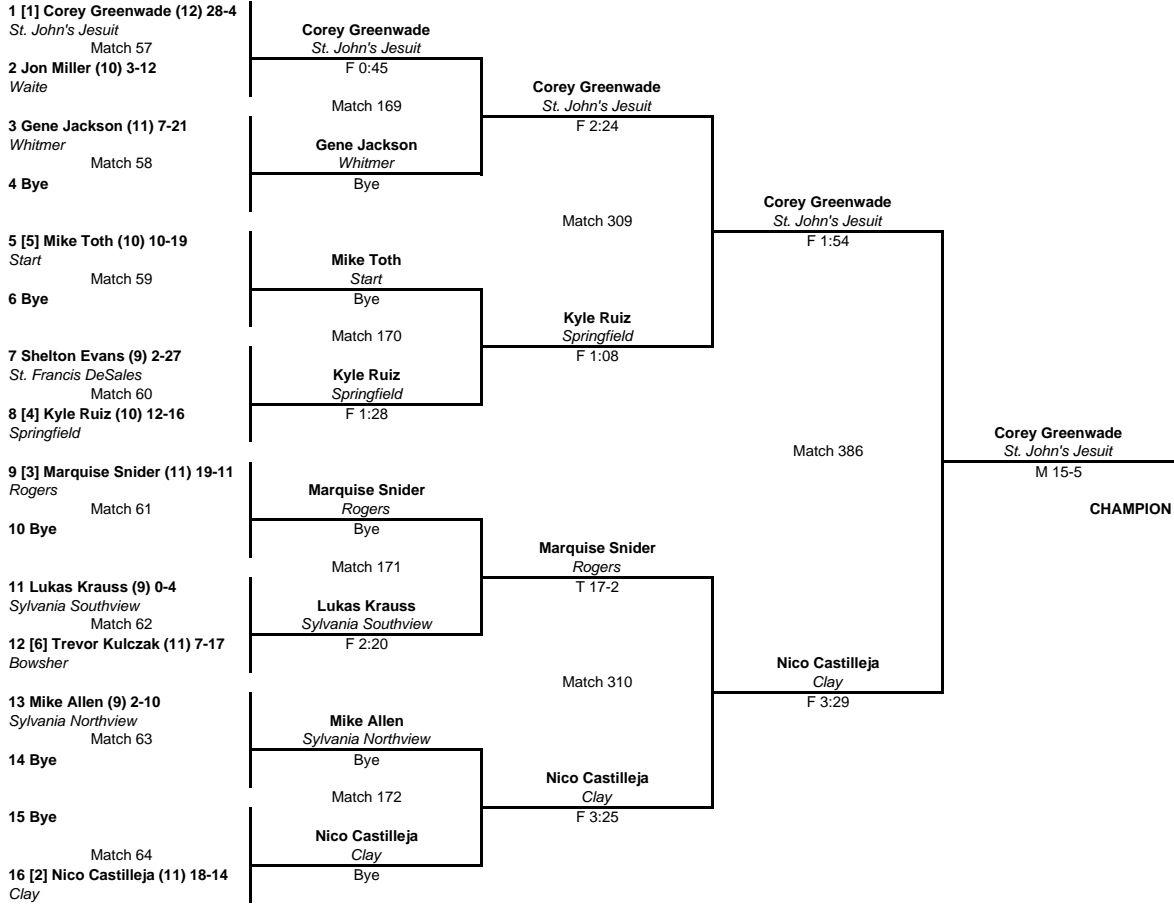 1 [1] Corey Greenwade (12) 28-4
St. John's Jesuit
Match 57
2 Jon Miller (10) 3-12
Waite
3 Gene Jackson (11) 7-21
Whitmer
Match 58
4 Bye
5 [5] Mike Toth (10) 10-19
Start
Match 59
6 Bye
7 Shelton Evans (9) 2-27
St. Francis DeSales
Match 60
8 [4] Kyle Ruiz (10) 12-16
Springfield
9 [3] Marquise Snider (11) 19-11
Rogers
Match 61
10 Bye
11 Lukas Krauss (9) 0-4
Sylvania Southview
Match 62
12 [6] Trevor Kulczak (11) 7-17
Bowsher
13 Mike Allen (9) 2-10
Sylvania Northview
Match 63
14 Bye
15 Bye
Match 64
16 [2] Nico Castilleja (11) 18-14
Clay
Corey Greenwade
St. John's Jesuit
F 0:45
Match 169
Gene Jackson
Whitmer
Bye
Mike Toth
Start
Bye
Match 170
Kyle Ruiz
Springfield
F 1:28
Marquise Snider
Rogers
Bye
Match 171
Lukas Krauss
Sylvania Southview
F 2:20
Mike Allen
Sylvania Northview
Bye
Match 172
Nico Castilleja
Clay
Bye
Corey Greenwade
St. John's Jesuit
F 2:24
Match 309
Kyle Ruiz
Springfield
F 1:08
Marquise Snider
Rogers
T 17-2
Match 310
Nico Castilleja
Clay
F 3:25
Corey Greenwade
St. John's Jesuit
F 1:54
Match 386
Nico Castilleja
Clay
F 3:29
Corey Greenwade
St. John's Jesuit
M 15-5
CHAMPION